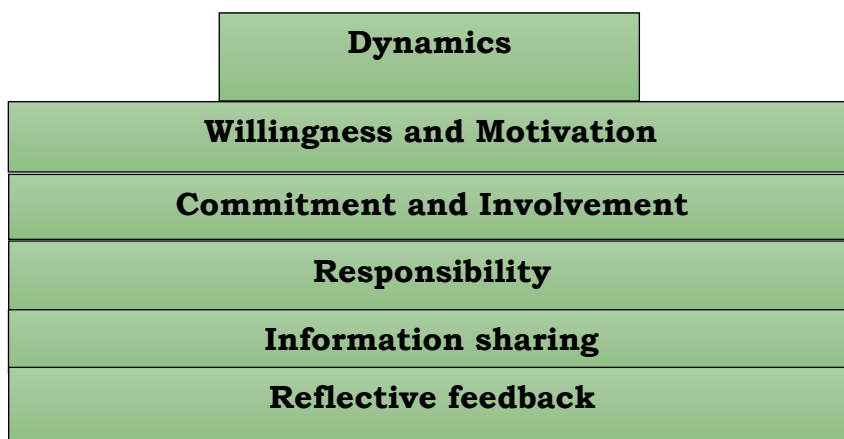 Dynamics
Willingness and Motivation
Commitment and Involvement
Responsibility
Information sharing
Reflective feedback